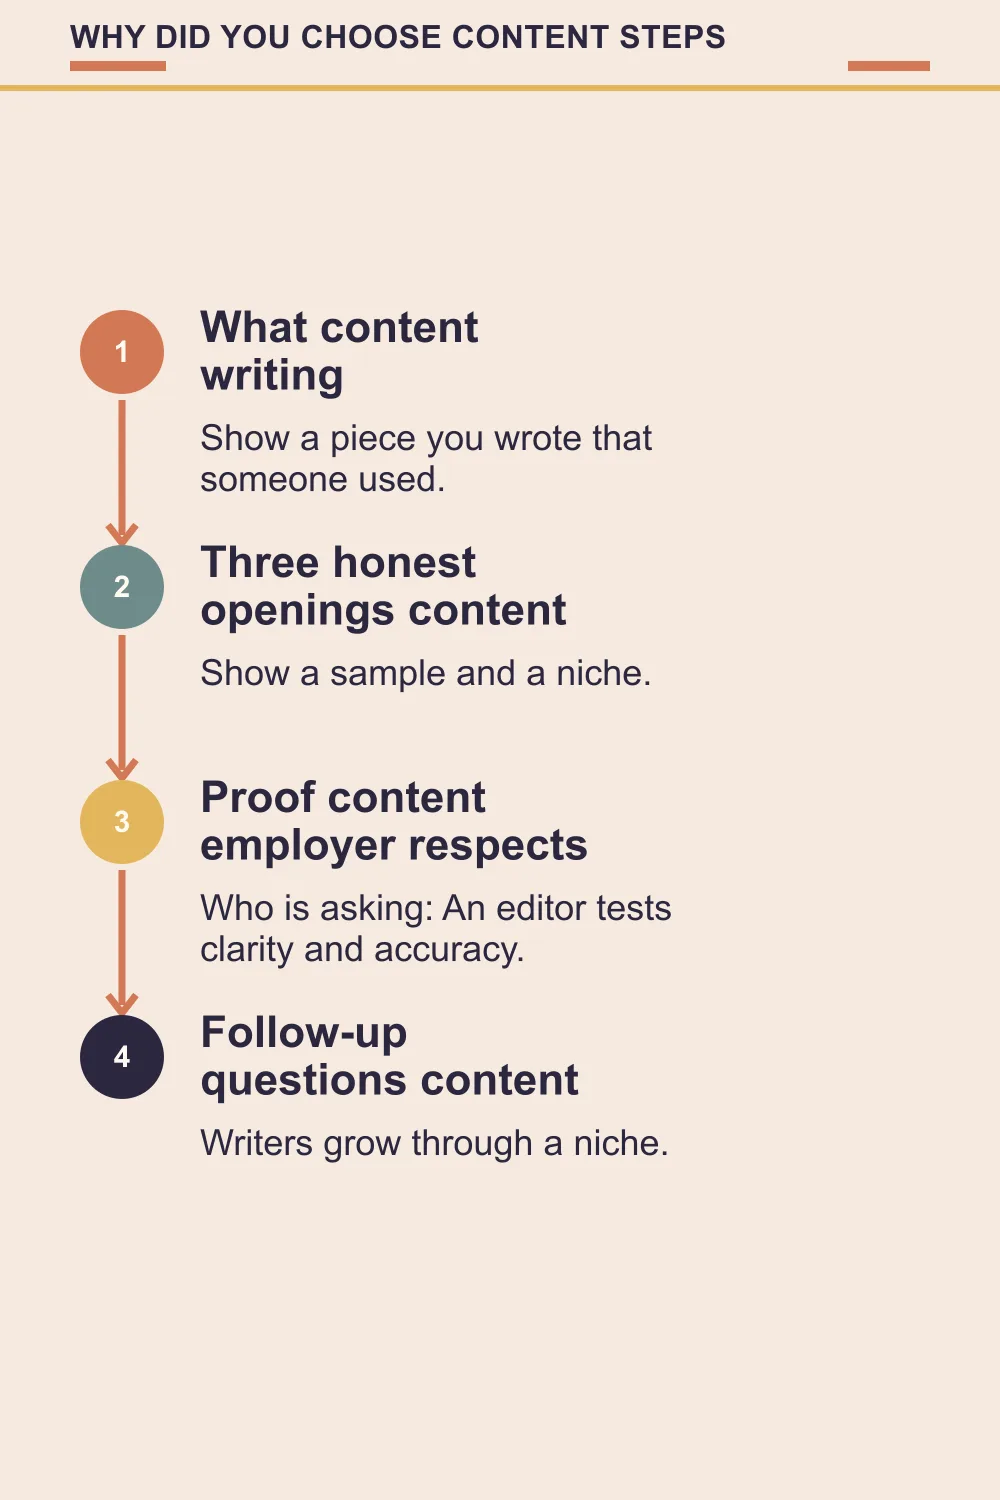 WHY DID YOU CHOOSE CONTENT STEPS
1
What content
writing
Show a piece you wrote that
someone used.
2
Three honest
openings content
Show a sample and a niche.
3
Proof content
employer respects
Who is asking: An editor tests
clarity and accuracy.
4
Follow-up
questions content
Writers grow through a niche.